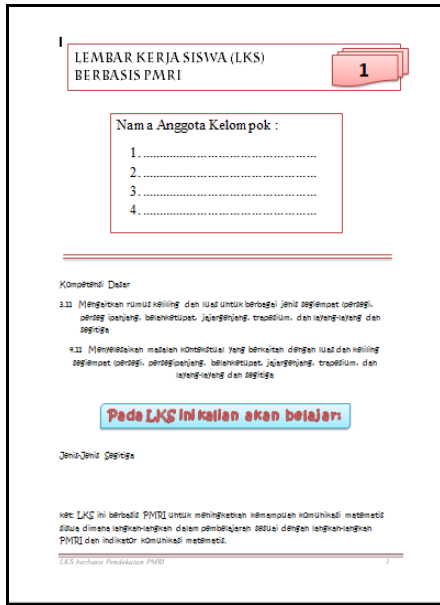 LEMBAR KERJA SISWA (LKS)
BERBASIS PMRI
1
Nama Anggota Kelompok :
1. ......................................................
2. ......................................................
3. ......................................................
4. ......................................................
Kompetensi Dasar
3.11 Mengaitkan rumus keliling dan luas untuk berbagai jenis segiempat (persegi,
perseg ipanjang, belahketupat, jajargenjang, trapesium, dan layang-layang dan
segitiga
4.11 Menyelesaikan masalah kontekstual yang berkaitan dengan luas dan keliling
segiempat (persegi, persegipanjang, belahketupat, jajargenjang, trapesium, dan
layang-layang dan segitiga
Pada LKS ini kalian akan belajar:
Jenis-Jenis Segitiga
ket: LKS ini berbasis PMRI untuk meningkatkan kemampuan komunikasi matematis
siswa dimana langkah-langkah dalam pembelajaran sesuai dengan langkah-langkah
PMRI dan indikator komunikasi matematis.
LKS berbasis Pendekatan PMRI 1